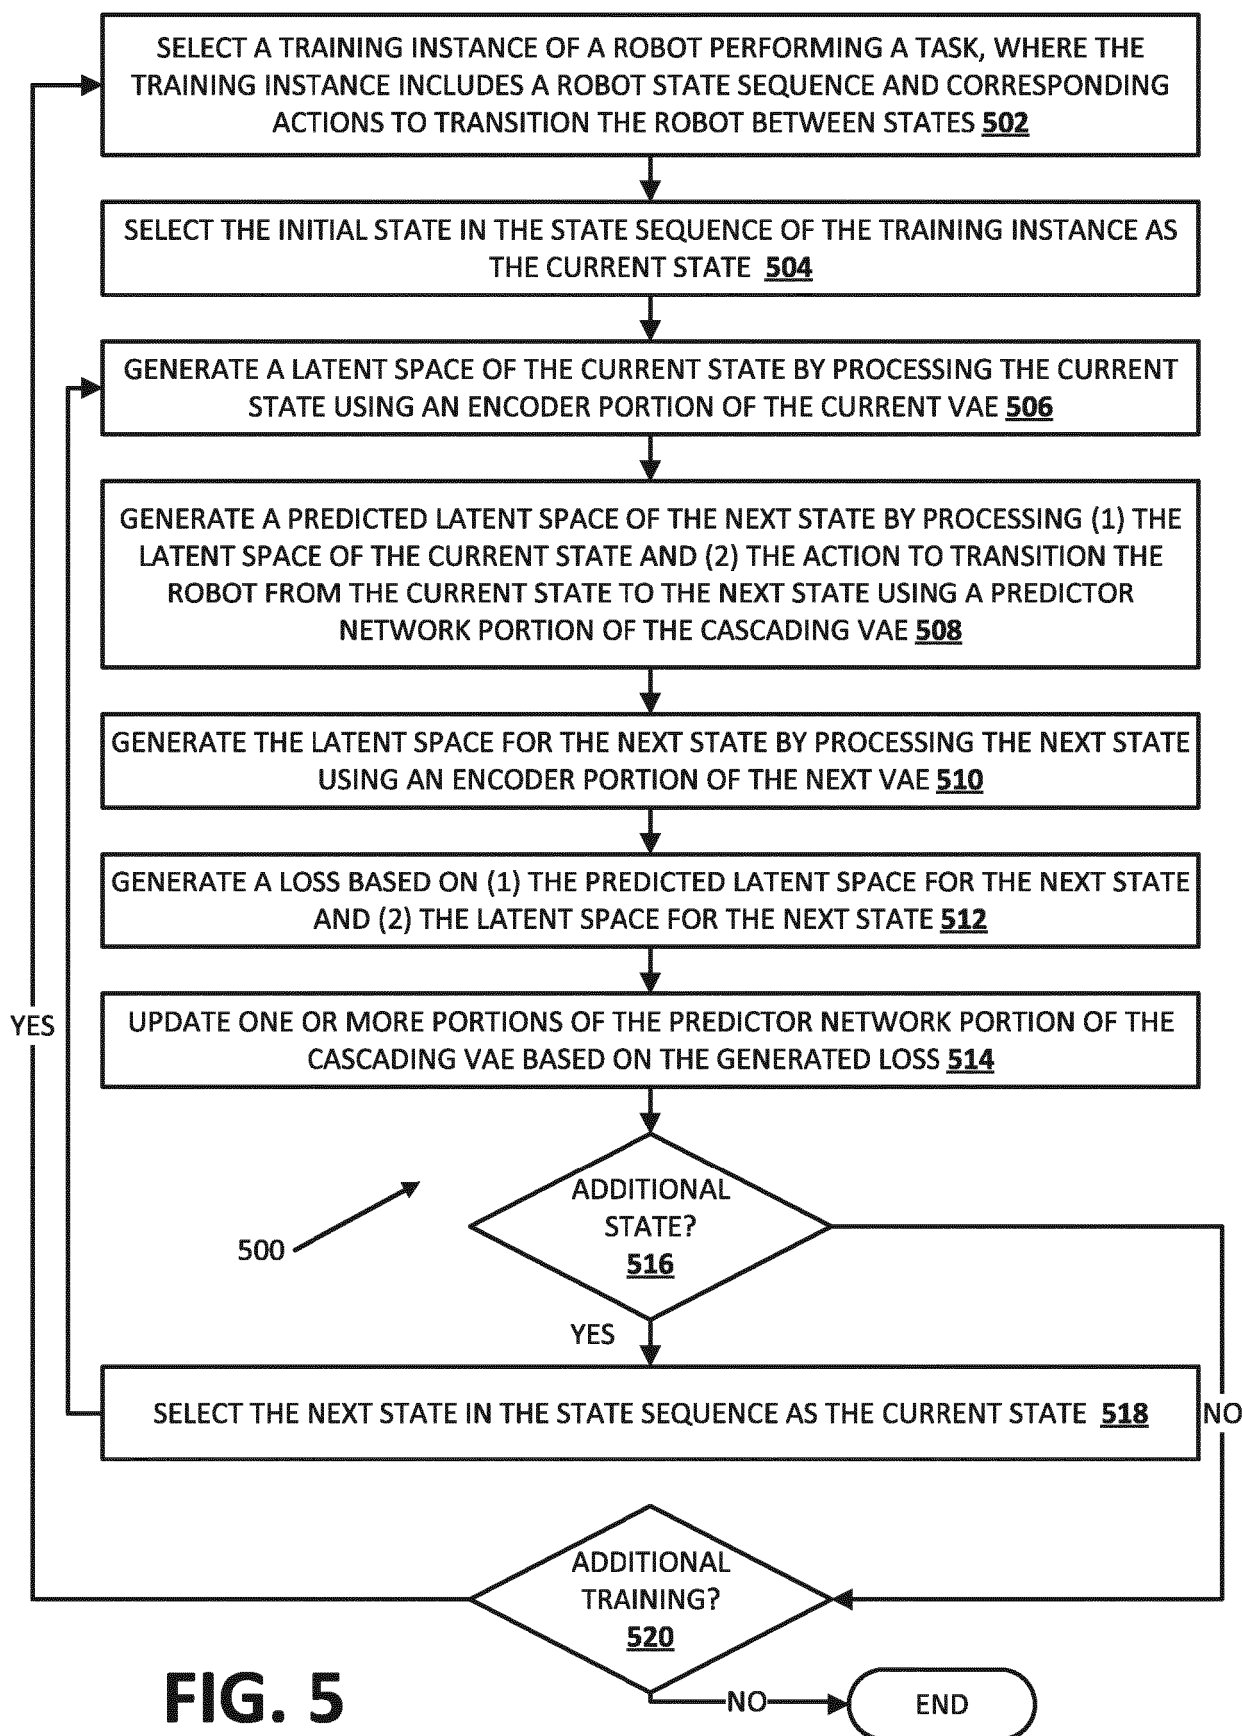 SELECT A TRAINING INSTANCE OF A ROBOT PERFORMING A TASK, WHERE THE
TRAINING INSTANCE INCLUDES A ROBOT STATE SEQUENCE AND CORRESPONDING
ACTIONS TO TRANSITION THE ROBOT BETWEEN STATES 502
SELECT THE INITIAL STATE IN THE STATE SEQUENCE OF THE TRAINING INSTANCE AS
THE CURRENT STATE 504
GENERATE A LATENT SPACE OF THE CURRENT STATE BY PROCESSING THE CURRENT
STATE USING AN ENCODER PORTION OF THE CURRENT VAE 506
GENERATE A PREDICTED LATENT SPACE OF THE NEXT STATE BY PROCESSING (1) THE
LATENT SPACE OF THE CURRENT STATE AND (2) THE ACTION TO TRANSITION THE
ROBOT FROM THE CURRENT STATE TO THE NEXT STATE USING A PREDICTOR
NETWORK PORTION OF THE CASCADING VAE 508
GENERATE THE LATENT SPACE FOR THE NEXT STATE BY PROCESSING THE NEXT STATE
USING AN ENCODER PORTION OF THE NEXT VAE 510
GENERATE A LOSS BASED ON (1) THE PREDICTED LATENT SPACE FOR THE NEXT STATE
AND (2) THE LATENT SPACE FOR THE NEXT STATE 512
YES
UPDATE ONE OR MORE PORTIONS OF THE PREDICTOR NETWORK PORTION OF THE
CASCADING VAE BASED ON THE GENERATED LOSS 514
ADDITIONAL
STATE?
516
500
YES
SELECT THE NEXT STATE IN THE STATE SEQUENCE AS THE CURRENT STATE 518
NO
ADDITIONAL
TRAINING?
520
NO
END
FIG. 5